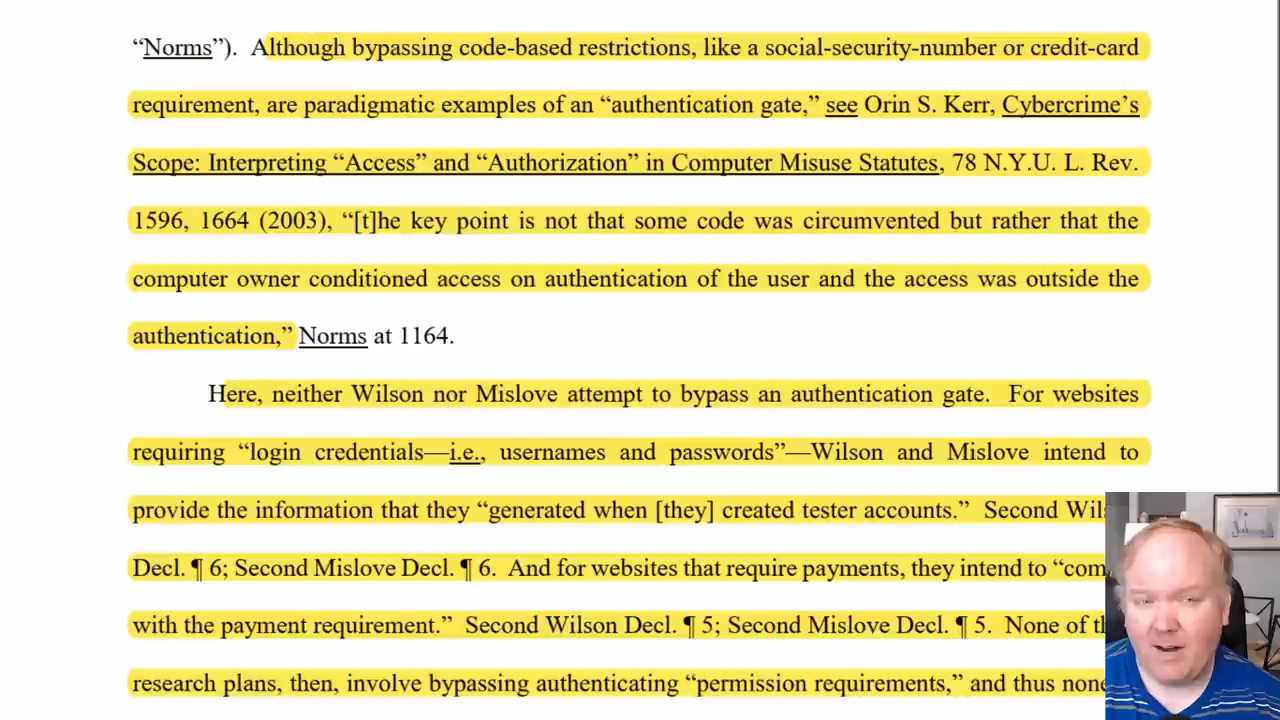 “Norms”). Although bypassing code-based restrictions, like a social-security-number or credit-card
requirement, are paradigmatic examples of an “authentication gate,” see Orin S. Kerr, Cybercrime’s
Scope: Interpreting “Access” and “Authorization” in Computer Misuse Statutes, 78 N.Y.U. L. Rev.
1596, 1664 (2003), “[t]he key point is not that some code was circumvented but rather that the
computer owner conditioned access on authentication of the user and the access was outside the
authentication,” Norms at 1164.
Here, neither Wilson nor Mislove attempt to bypass an authentication gate. For websites
requiring “login credentials—i.e., usernames and passwords”—Wilson and Mislove intend to
provide the information that they “generated when [they] created tester accounts.” Second
Decl. ¶ 6; Second Mislove Decl. ¶ 6. And for websites that require payments, they intend to
with the payment requirement.” Second Wilson Decl. ¶ 5; Second Mislove Decl. ¶ 5. None of
research plans, then, involve bypassing authenticating “permission requirements,” and thus none